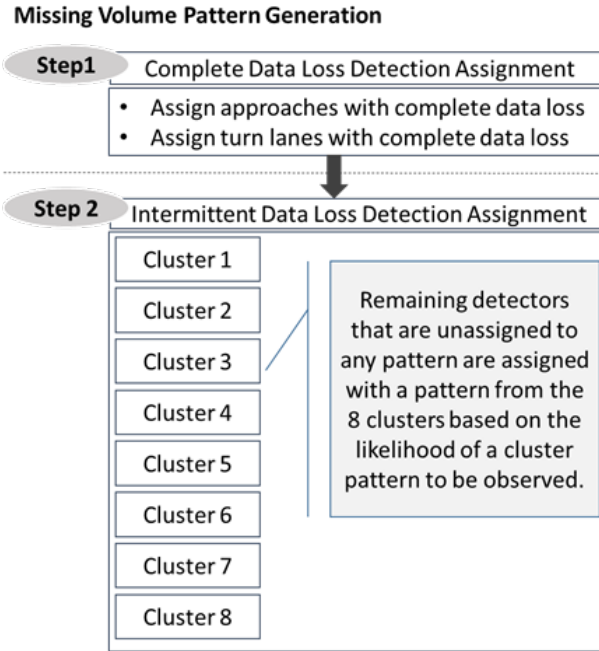 Missing Volume Pattern Generation
Step1
Complete Data Loss Detection Assignment
• Assign approaches with complete data loss
• Assign turn lanes with complete data loss
Step 2
Intermittent Data Loss Detection Assignment
Cluster 1
Cluster 2
Cluster 3
Cluster 4
Cluster 5
Cluster 6
Cluster 7
Cluster 8
Remaining detectors
that are unassigned to
any pattern are assigned
with a pattern from the
8 clusters based on the
likelihood of a cluster
pattern to be observed.